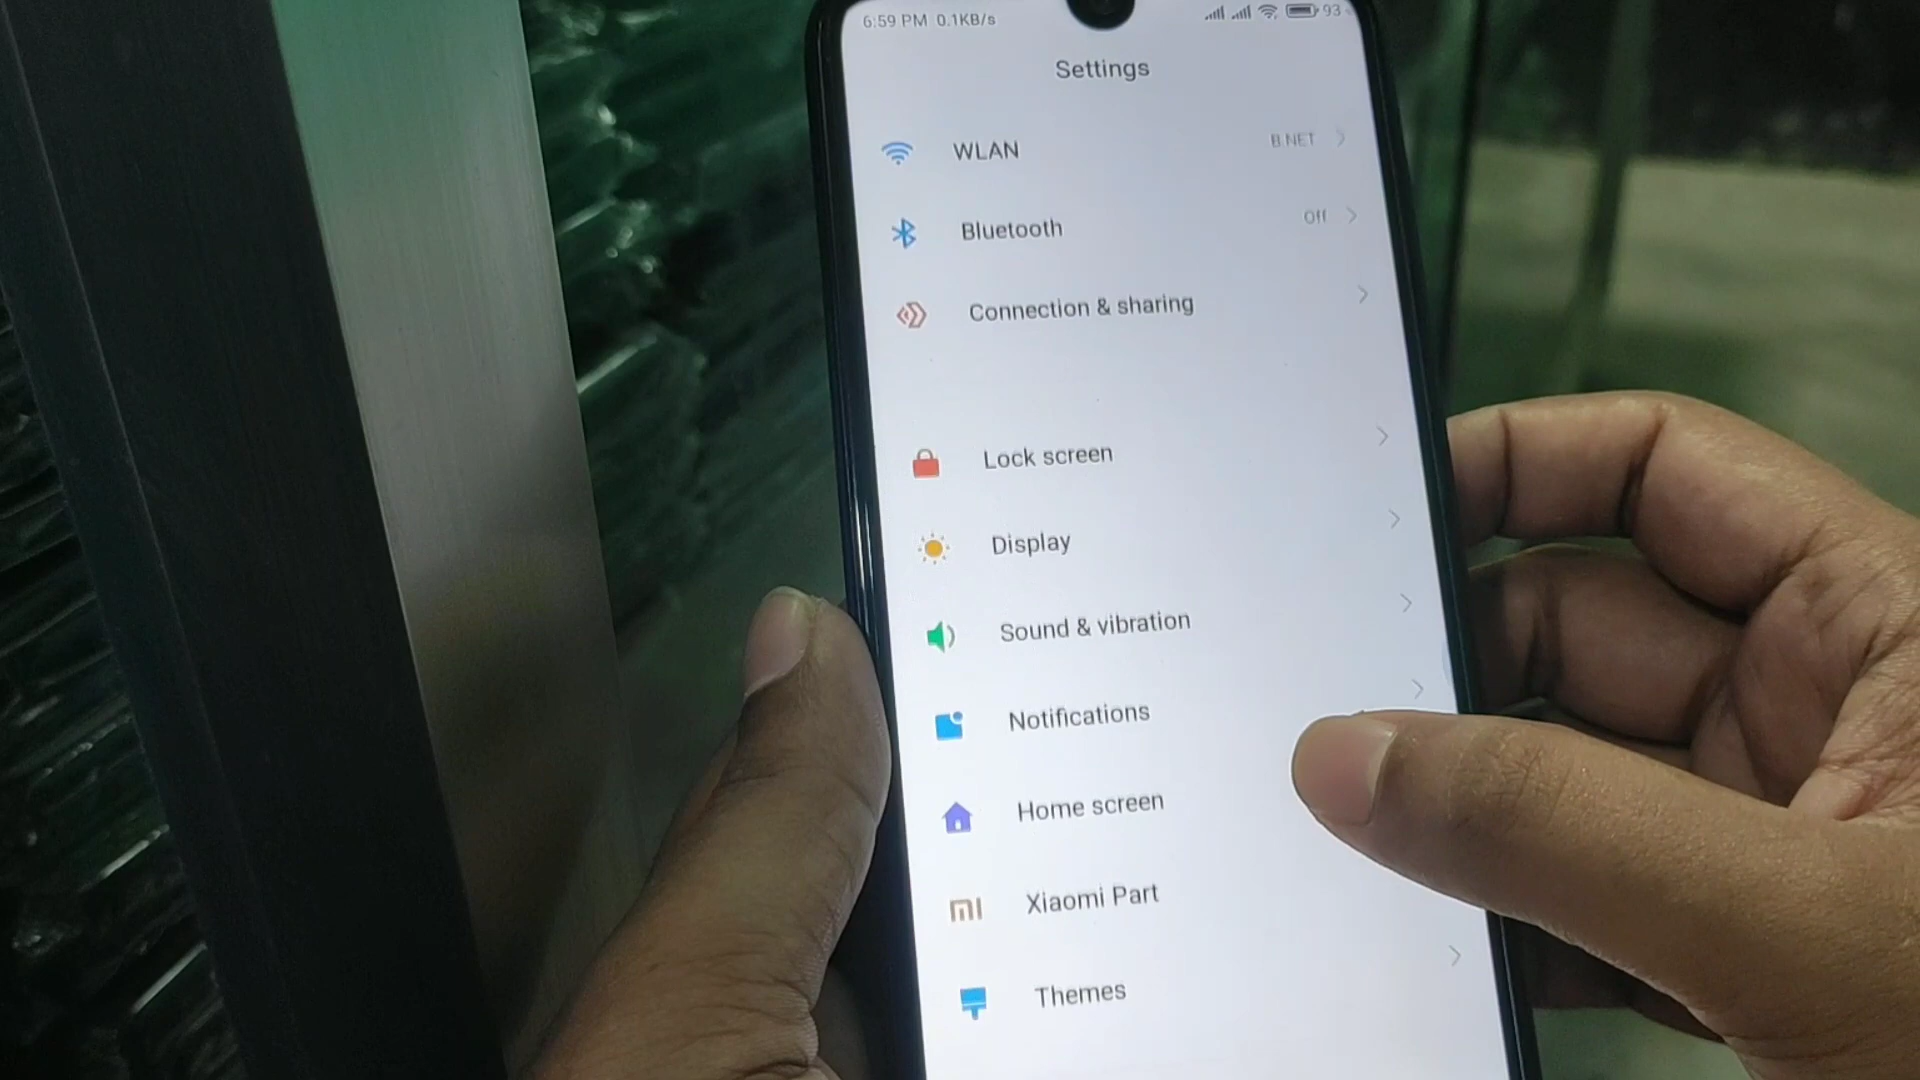 6:59 PM 0.1KB/s 93
Settings
WLAN B.NET
Bluetooth Off
Connection & sharing
Lock screen
Display
Sound & vibration
Notifications
Home screen
Xiaomi Part
Themes